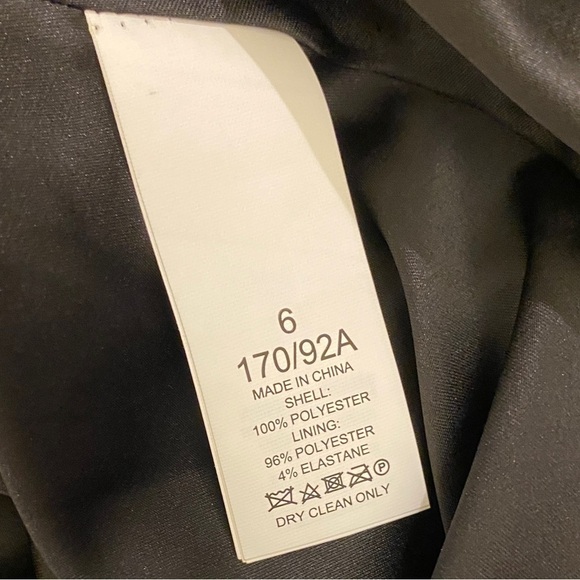 6
170/92A
MADE IN CHINA
SHELL:
100% POLYESTER
LINING:
96% POLYESTER
4% ELASTANE
P
DRY CLEAN ONLY